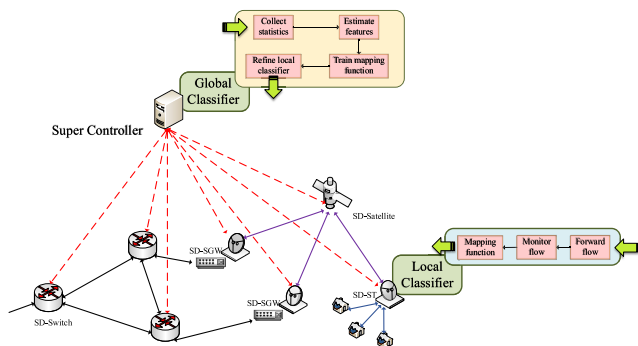 Collect
statistics
Estimate
features
Refine local
classifier
Train mapping
function
Global
Classifier
Super Controller
SD-Satellite
SD-SGW
Mapping
function
Monitor
flow
Forward
flow
Local
Classifier
SD-SGW
SD-ST
SD-Switch